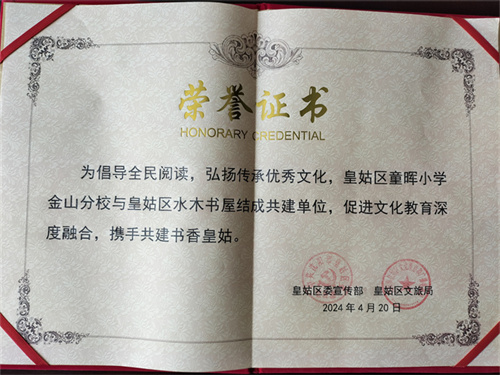 荣誉证书
HONORARY CREDENTIAL
为倡导全民阅读，弘扬传承优秀文化，皇姑区童晖小学
金山分校与皇姑区水木书屋结成共建单位，促进文化教育深
度融合，携手共建书香皇姑。
皇姑区委宣传部 皇姑区文旅局
2024年4月20日